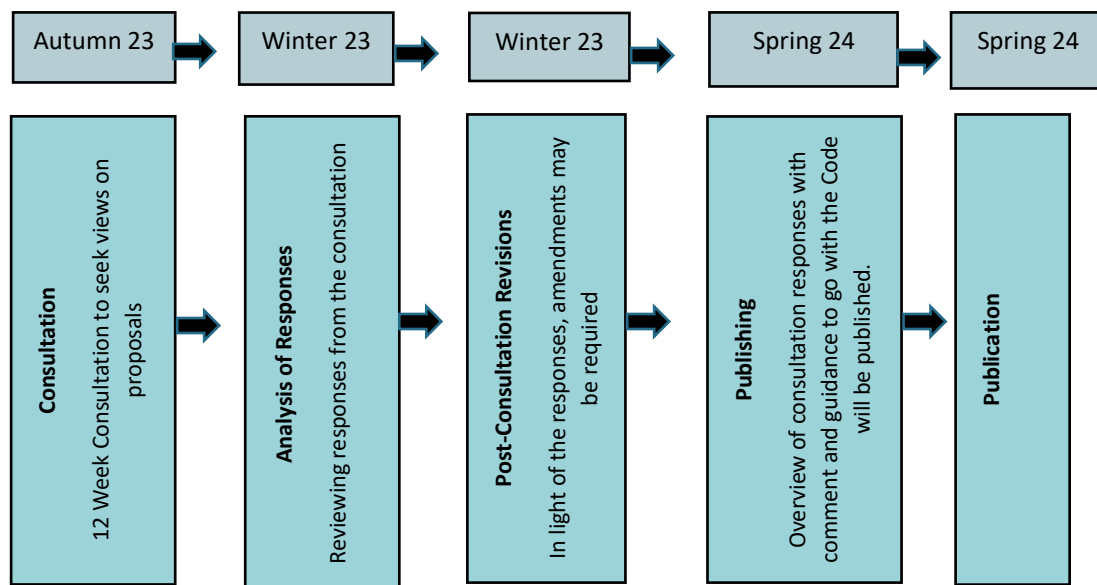 Autumn 23
Winter 23
Winter 23
Spring 24
Spring 24
Consultation
12 Week Consultation to seek views on
proposals
Analysis of Responses
Reviewing responses from the consultation
Post-Consultation Revisions
In light of the responses, amendments may
be required
Publishing
Overview of consultation responses with
comment and guidance to go with the Code
will be published.
Publication